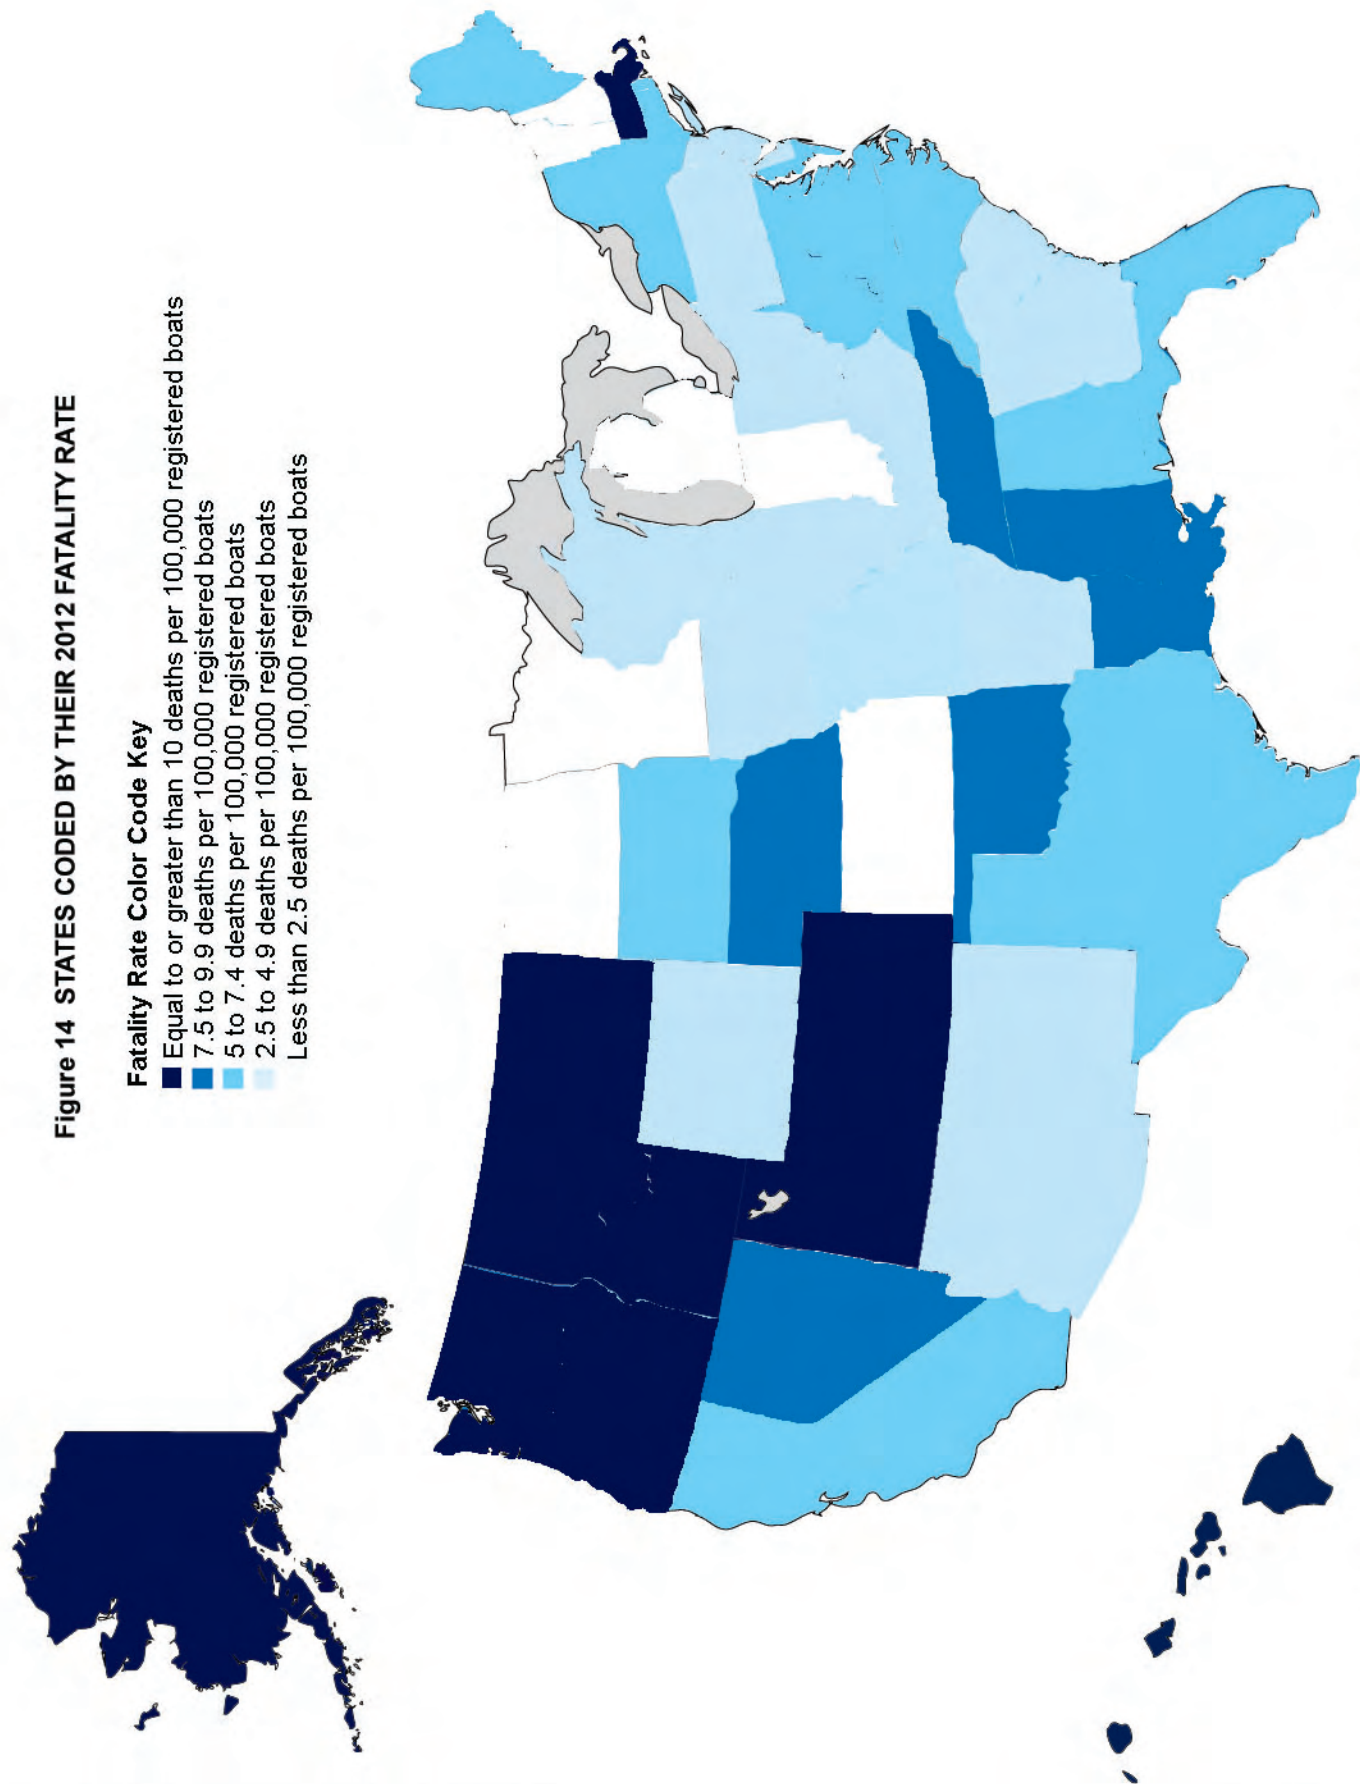 Figure 14 STATES CODED BY THEIR 2012 FATALITY RATE
Fatality Rate Color Code Key
Equal to or greater than 10 deaths per 100,000 registered boats
7.5 to 9.9 deaths per 100,000 registered boats
5 to 7.4 deaths per 100,000 registered boats
2.5 to 4.9 deaths per 100,000 registered boats
Less than 2.5 deaths per 100,000 registered boats